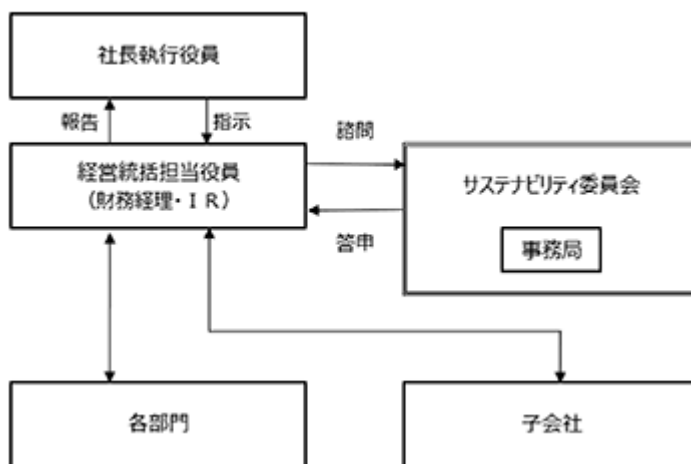 社長執行役員
報告
指示
諮問
経営統括担当役員
（財務経理・ＩＲ）
サステナビリティ委員会
答申
事務局
各部門
子会社